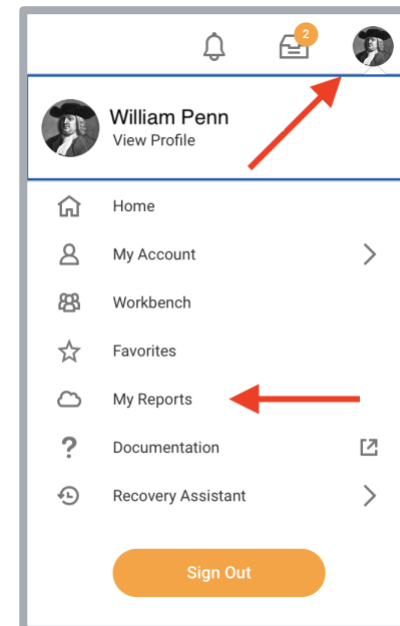 2
William Penn
View Profile
Home
My Account
Workbench
Favorites
My Reports
Documentation
Recovery Assistant
Sign Out